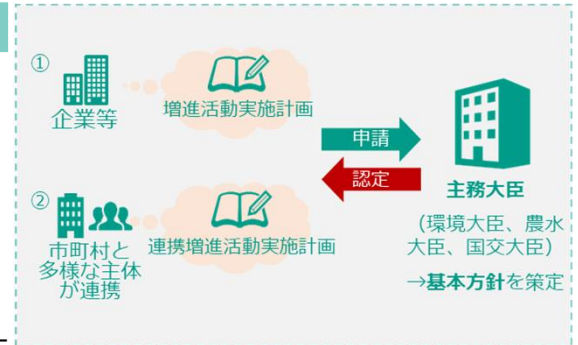 ①
企業等
増進活動実施計画
②
市町村と
多様な主体
が連携
連携増進活動実施計画
申請
認定
主務大臣
（環境大臣、農水
大臣、国交大臣）
→基本方針を策定